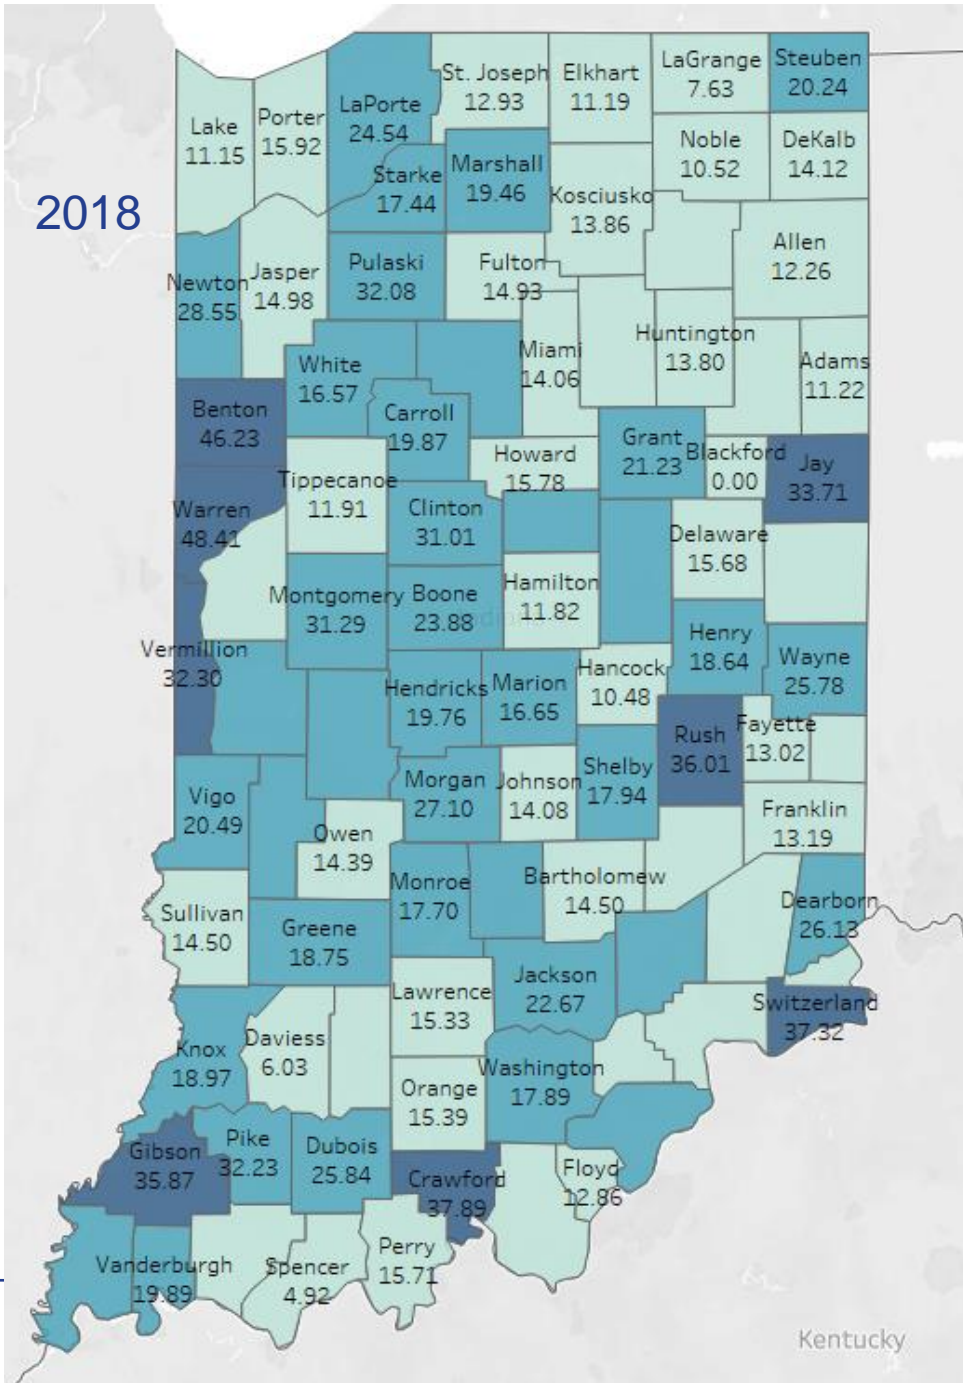 St. Joseph
12.93
Elkhart
11.19
LaGrange
7.63
Steuben
20.24
LaPorte
24.54
Lake
11.15
Porter
15.92
Noble
10.52
DeKalb
14.12
Starke
17.44
Marshall
19.46
Kosciusko
13.86
2018
Allen
12.26
Newton
28.55
Jasper
14.98
Pulaski
32.08
Fulton
14.93
Miami
14.06
Huntington
13.80
Adams
11.22
White
16.57
Benton
46.23
Carroll
19.87
Grant
21.23
Blackford
0.00
Jay
33.71
Howard
15.78
Tippecanoe
11.91
Warren
48.41
Clinton
31.01
Delaware
15.68
Montgomery
31.29
Boone
23.88
Hamilton
11.82
Henry
18.64
Vermillion
32.30
Wayne
25.78
Hendricks
19.76
Marion
16.65
Hancock
10.48
Rush
36.01
Fayette
13.02
Vigo
20.49
Morgan
27.10
Johnson
14.08
Shelby
17.94
Franklin
13.19
Owen
14.39
Monroe
17.70
Bartholomew
14.50
Dearborn
26.13
Sullivan
14.50
Greene
18.75
Jackson
22.67
Lawrence
15.33
Switzerland
37.32
Knox
18.97
Daviess
6.03
Washington
17.89
Orange
15.39
Gibson
35.87
Pike
32.23
Dubois
25.84
Crawford
37.89
Floyd
12.86
Vanderburgh
19.89
Spencer
4.92
Perry
15.71
Kentucky